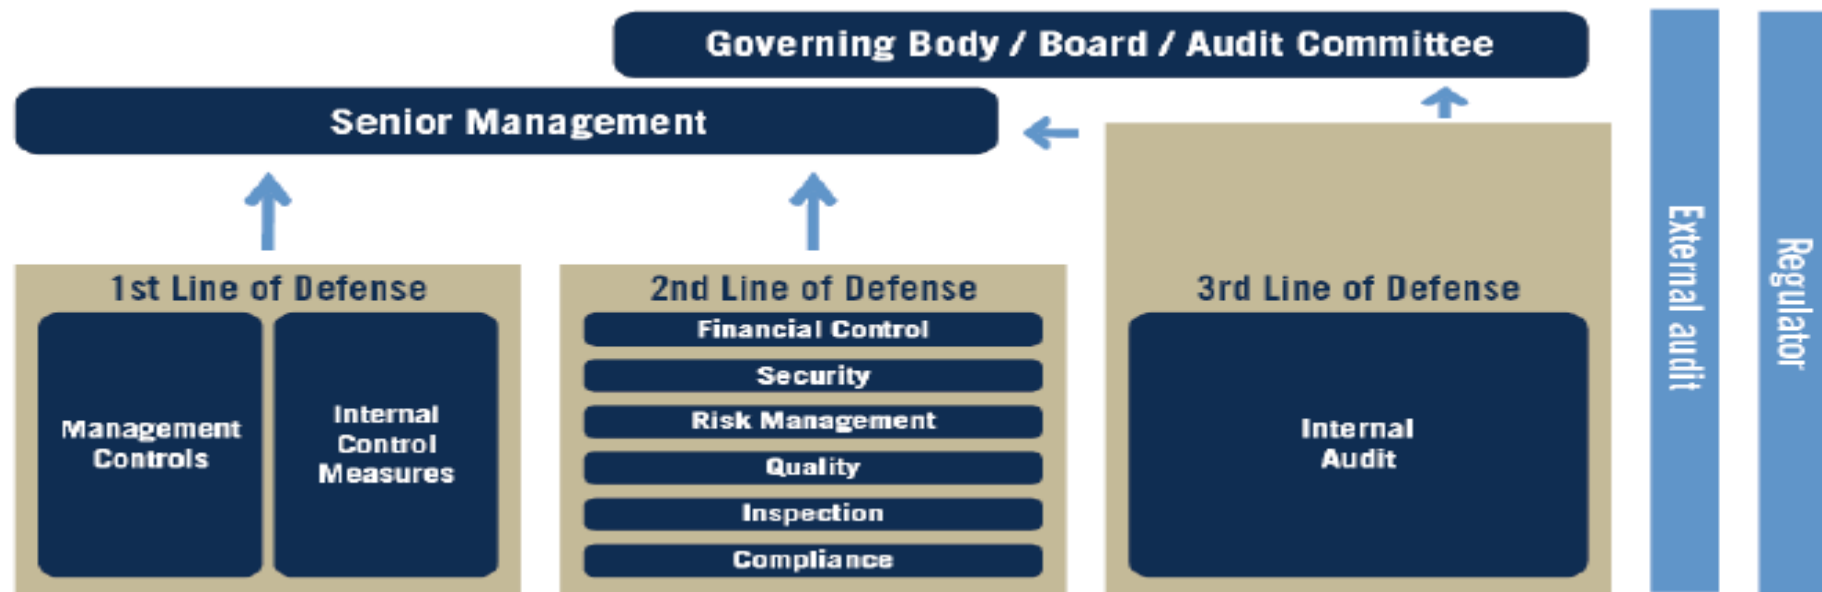 Governing Body / Board / Audit Committee
Senior Management
1st Line of Defense
Management
Controls
Internal
Control
Measures
2nd Line of Defense
Financial Control
Security
Risk Management
Quality
Inspection
Compliance
3rd Line of Defense
Internal
Audit
External audit
Regulator